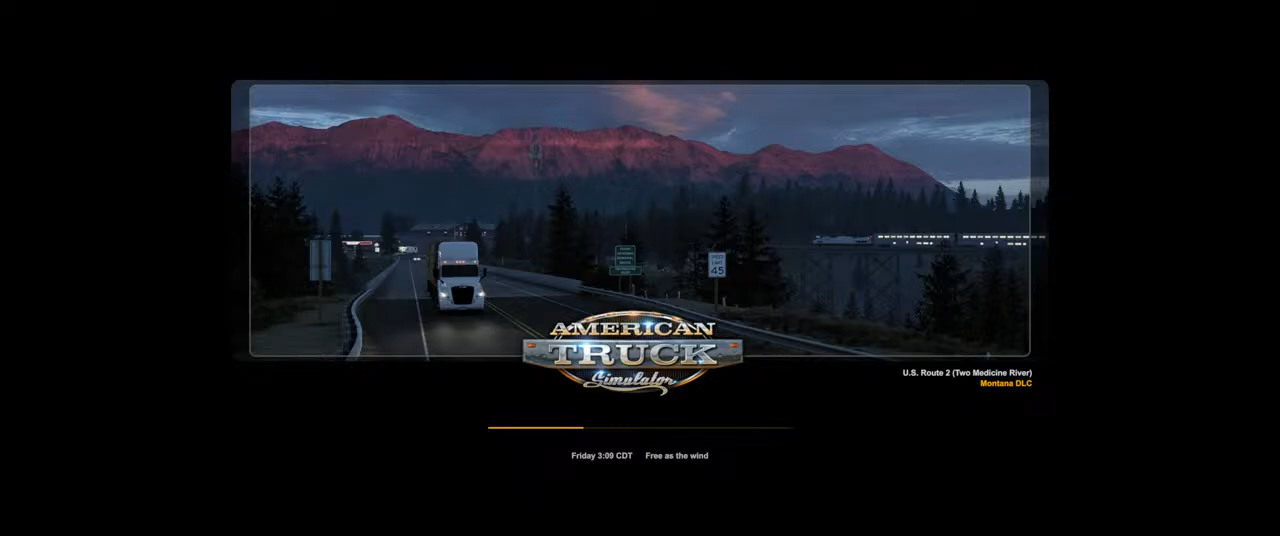 SPEED
LIMIT
45
AMERICAN
TRUCK
Simulator
U.S. Route 2 (Two Medicine River)
Montana DLC
Friday 3:09 CDT Free as the wind